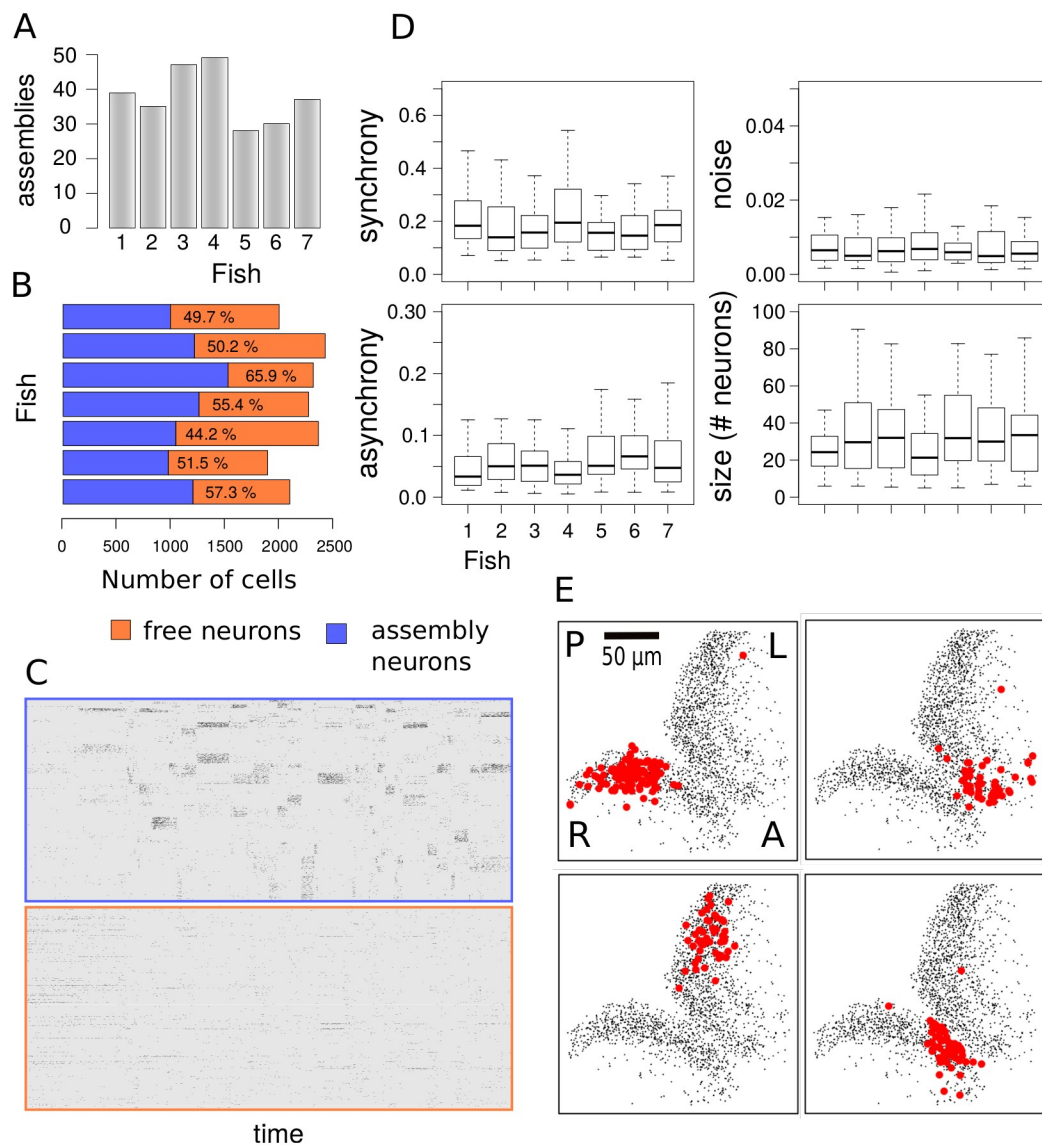 A
assemblies
50
40
30
20
10
0
1 2 3 4 5 6 7
Fish
B
Fish
49.7 %
50.2 %
65.9 %
55.4 %
44.2 %
51.5 %
57.3 %
0 500 1000 1500 2000 2500
Number of cells
free neurons
assembly
neurons
C
time
D
synchrony
0.6
0.4
0.2
0.0
noise
0.04
0.02
0.00
asynchrony
0.30
0.20
0.1
0.0
1 2 3 4 5 6 7
Fish
size (# neurons)
100
80
60
40
20
0
E
P
50 µm
L
R
A